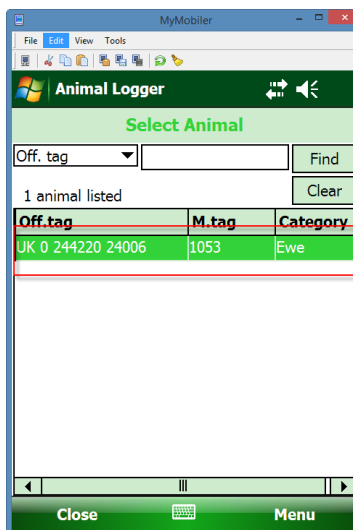 MyMobiler
File Edit View Tools
Animal Logger
Select Animal
Off. tag Find
1 animal listed Clear
Off.tag M.tag Category
UK 0 244220 24006 1053 Ewe
Close Menu